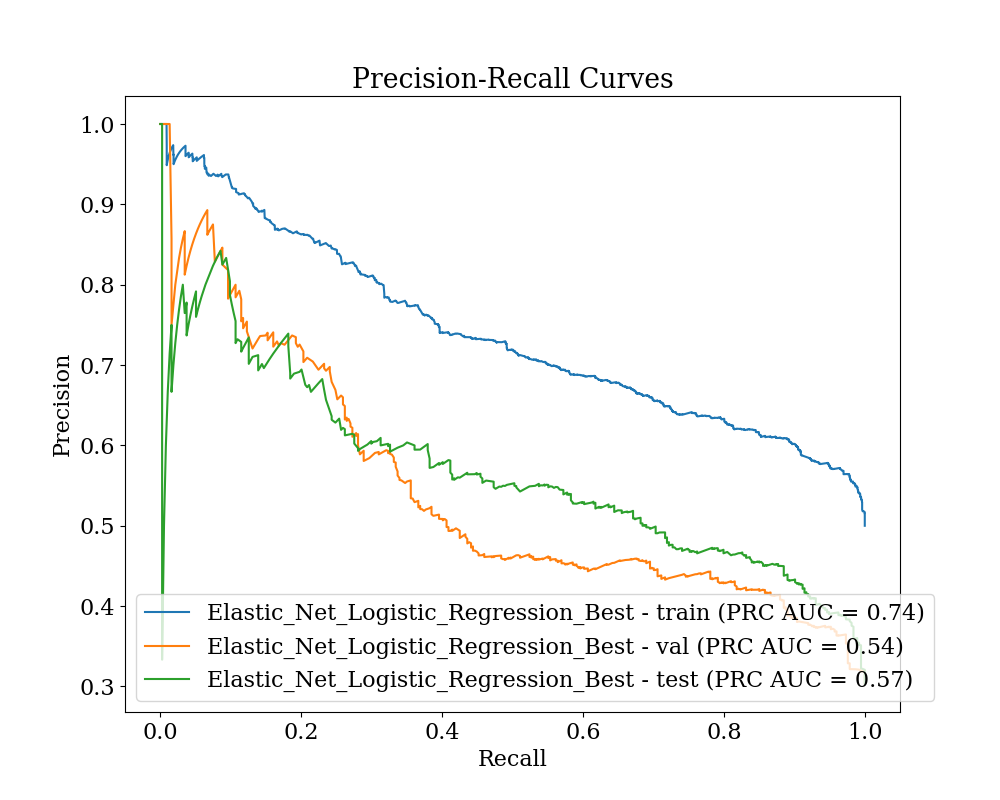 Precision-Recall Curves
1.0
0.9
0.8
0.7
0.6
0.5
0.4
0.3
Precision
Elastic_Net_Logistic_Regression_Best - train (PRC AUC = 0.74)
Elastic_Net_Logistic_Regression_Best - val (PRC AUC = 0.54)
Elastic_Net_Logistic_Regression_Best - test (PRC AUC = 0.57)
0.0 0.2 0.4 0.6 0.8 1.0
Recall